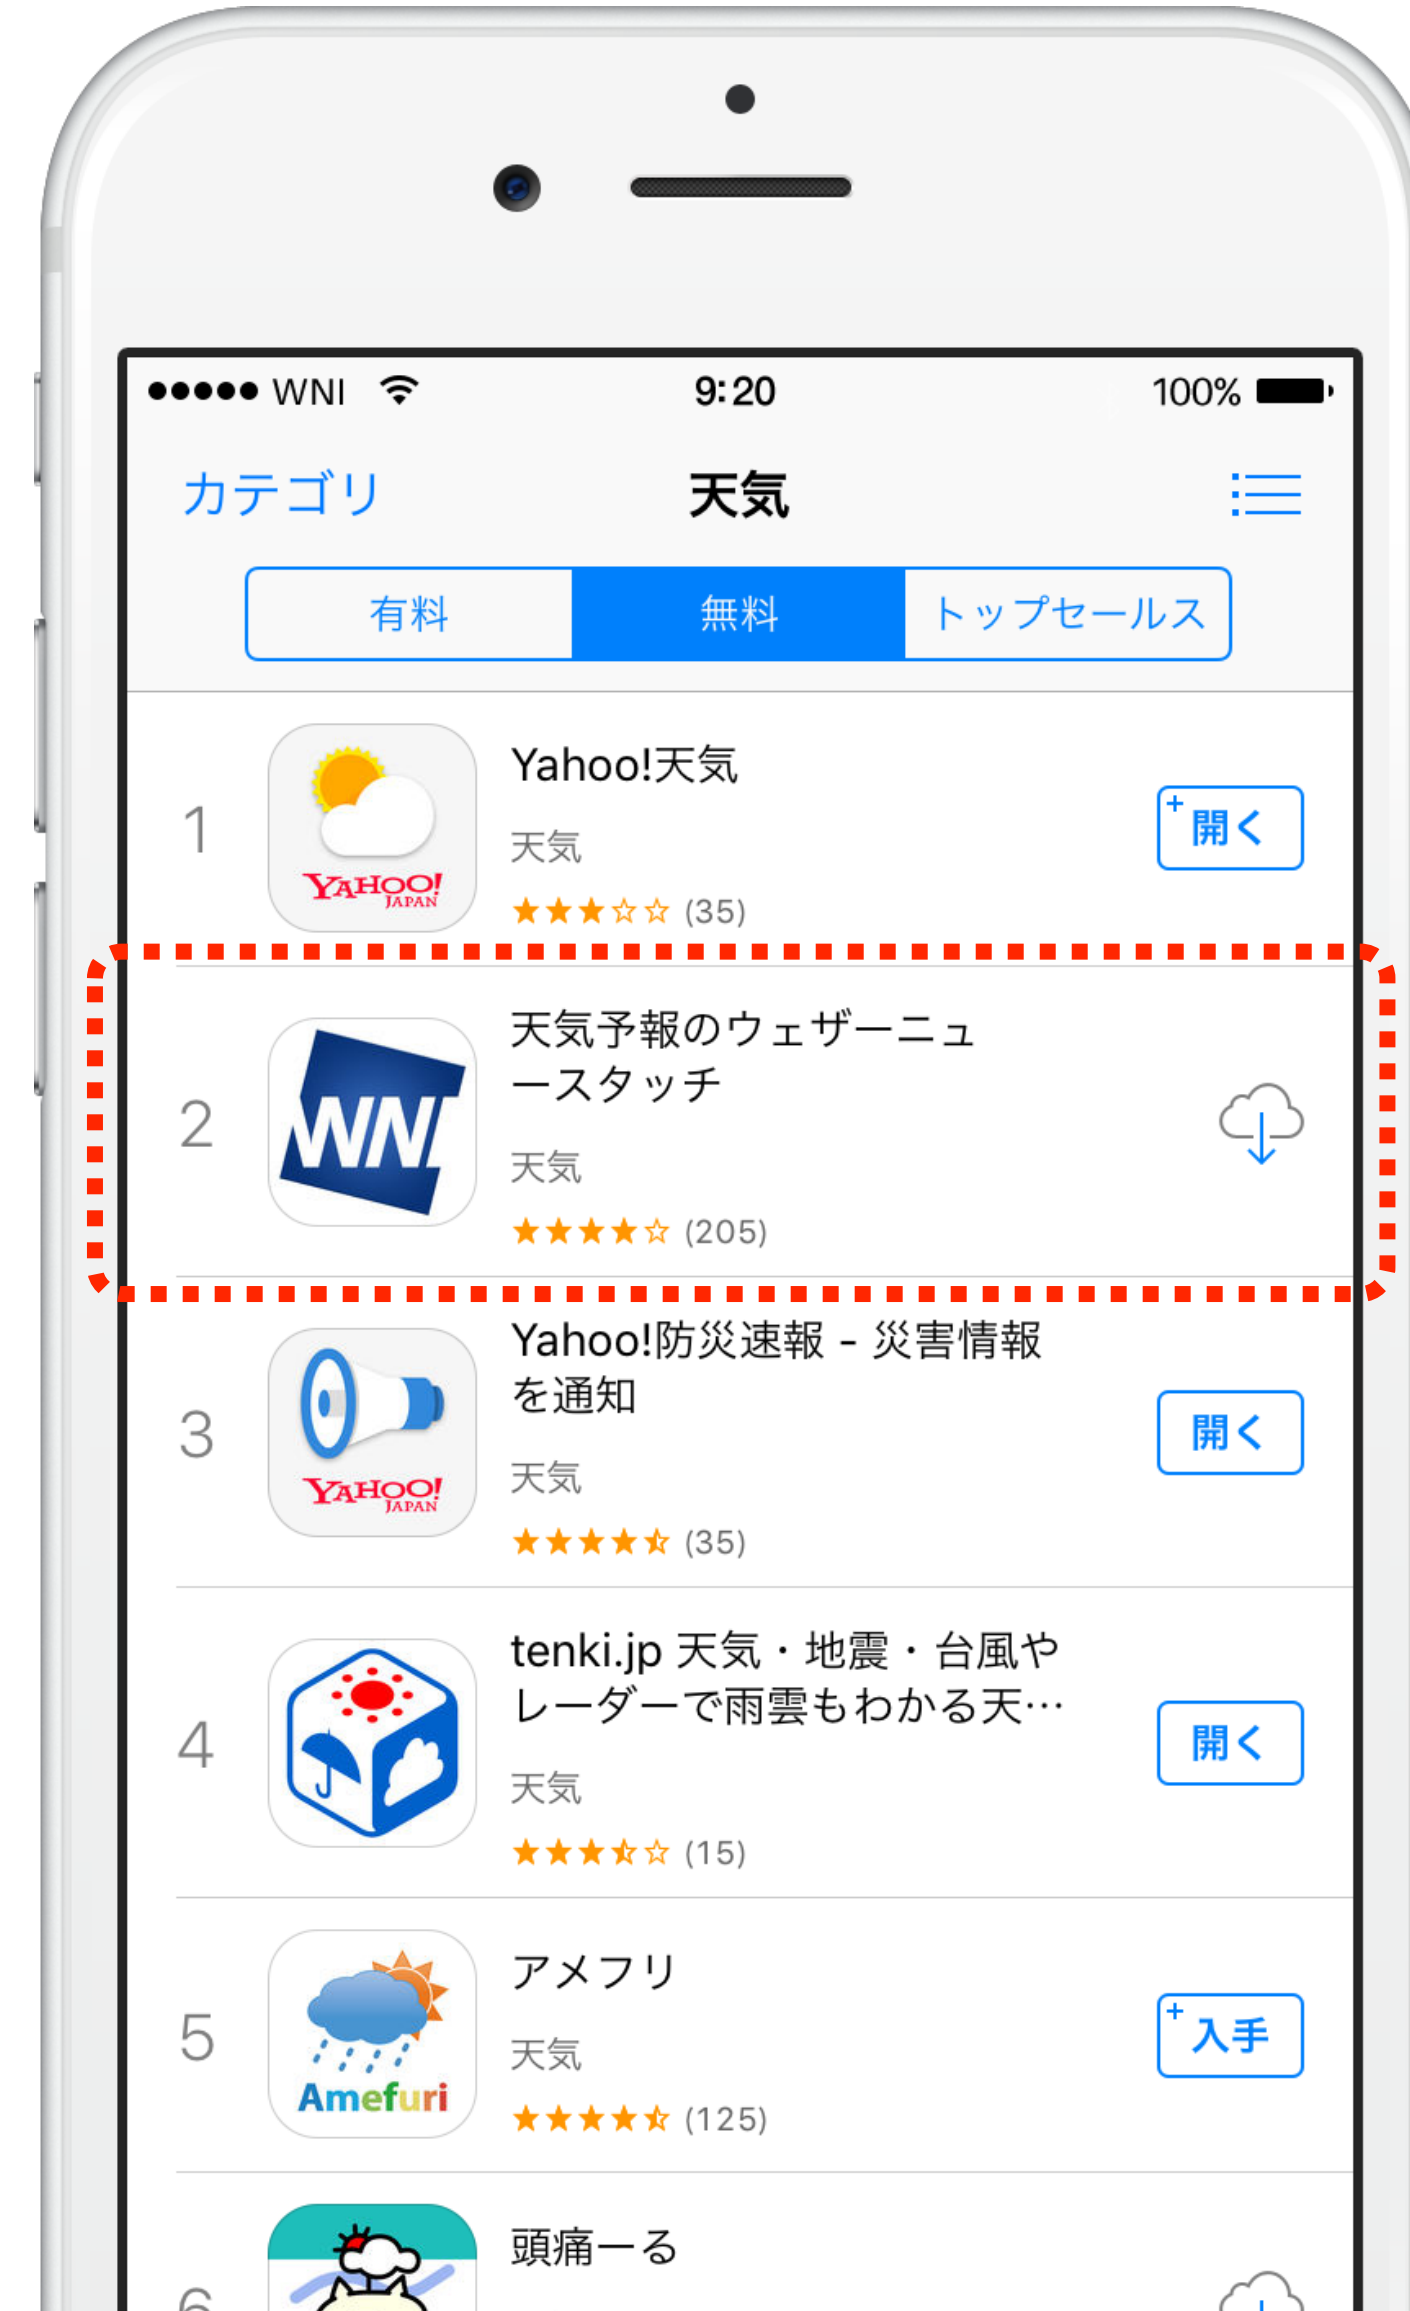 WNI 9:20 100%
カテゴリ 天気
有料 無料 トップセールス
1
YAHOO!
JAPAN
Yahoo!天気
天気
(35)
+開く
2
WNI
天気予報のウェザーニュ
ースタッチ
天気
(205)
3
YAHOO!
JAPAN
Yahoo!防災速報 - 災害情報
を通知
天気
(35)
開く
4
tenki.jp 天気・地震・台風や
レーダーで雨雲もわかる天…
天気
(15)
開く
5
Amefuri
アメフリ
天気
(125)
+入手
6
頭痛ーる